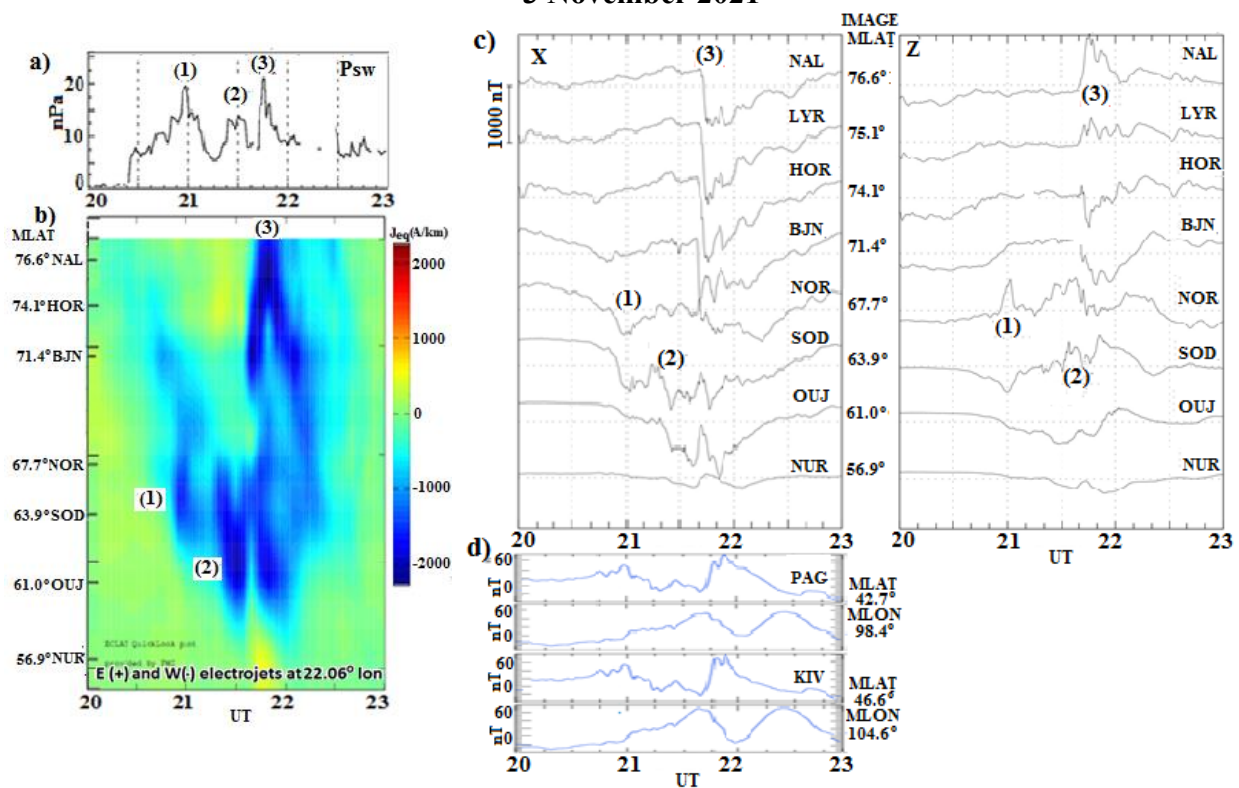 3 November 2021
a)
(1)
(2)
(3)
Psw
nPa
20
10
0
20
21
22
23
b)
MLAT
(3)
Jeq(A/km)
76.6° NAL
74.1°HOR
71.4°BJN
67.7°NOR
63.9°SOD
61.0°OUJ
56.9°NUR
(1)
(2)
2000
1000
0
-1000
-2000
ECLAT QuickLook plot
provided by FMI
E (+) and W(-) electrojets at 22.06° lon
20
21
22
23
UT
c)
X
(3)
1000 nT
(1)
(2)
NAL
LYR
HOR
BJN
NOR
SOD
OUJ
NUR
20
21
22
23
IMAGE
MLAT
76.6°
75.1°
74.1°
71.4°
67.7°
63.9°
61.0°
56.9°
Z
NAL
(3)
LYR
HOR
BJN
NOR
(1)
SOD
(2)
OUJ
NUR
20
21
22
23
UT
d)
60
0
nT
PAG
MLAT
42.7°
60
0
nT
MLON
98.4°
60
0
nT
KIV
MLAT
46.6°
60
0
nT
MLON
104.6°
20
21
22
23
UT